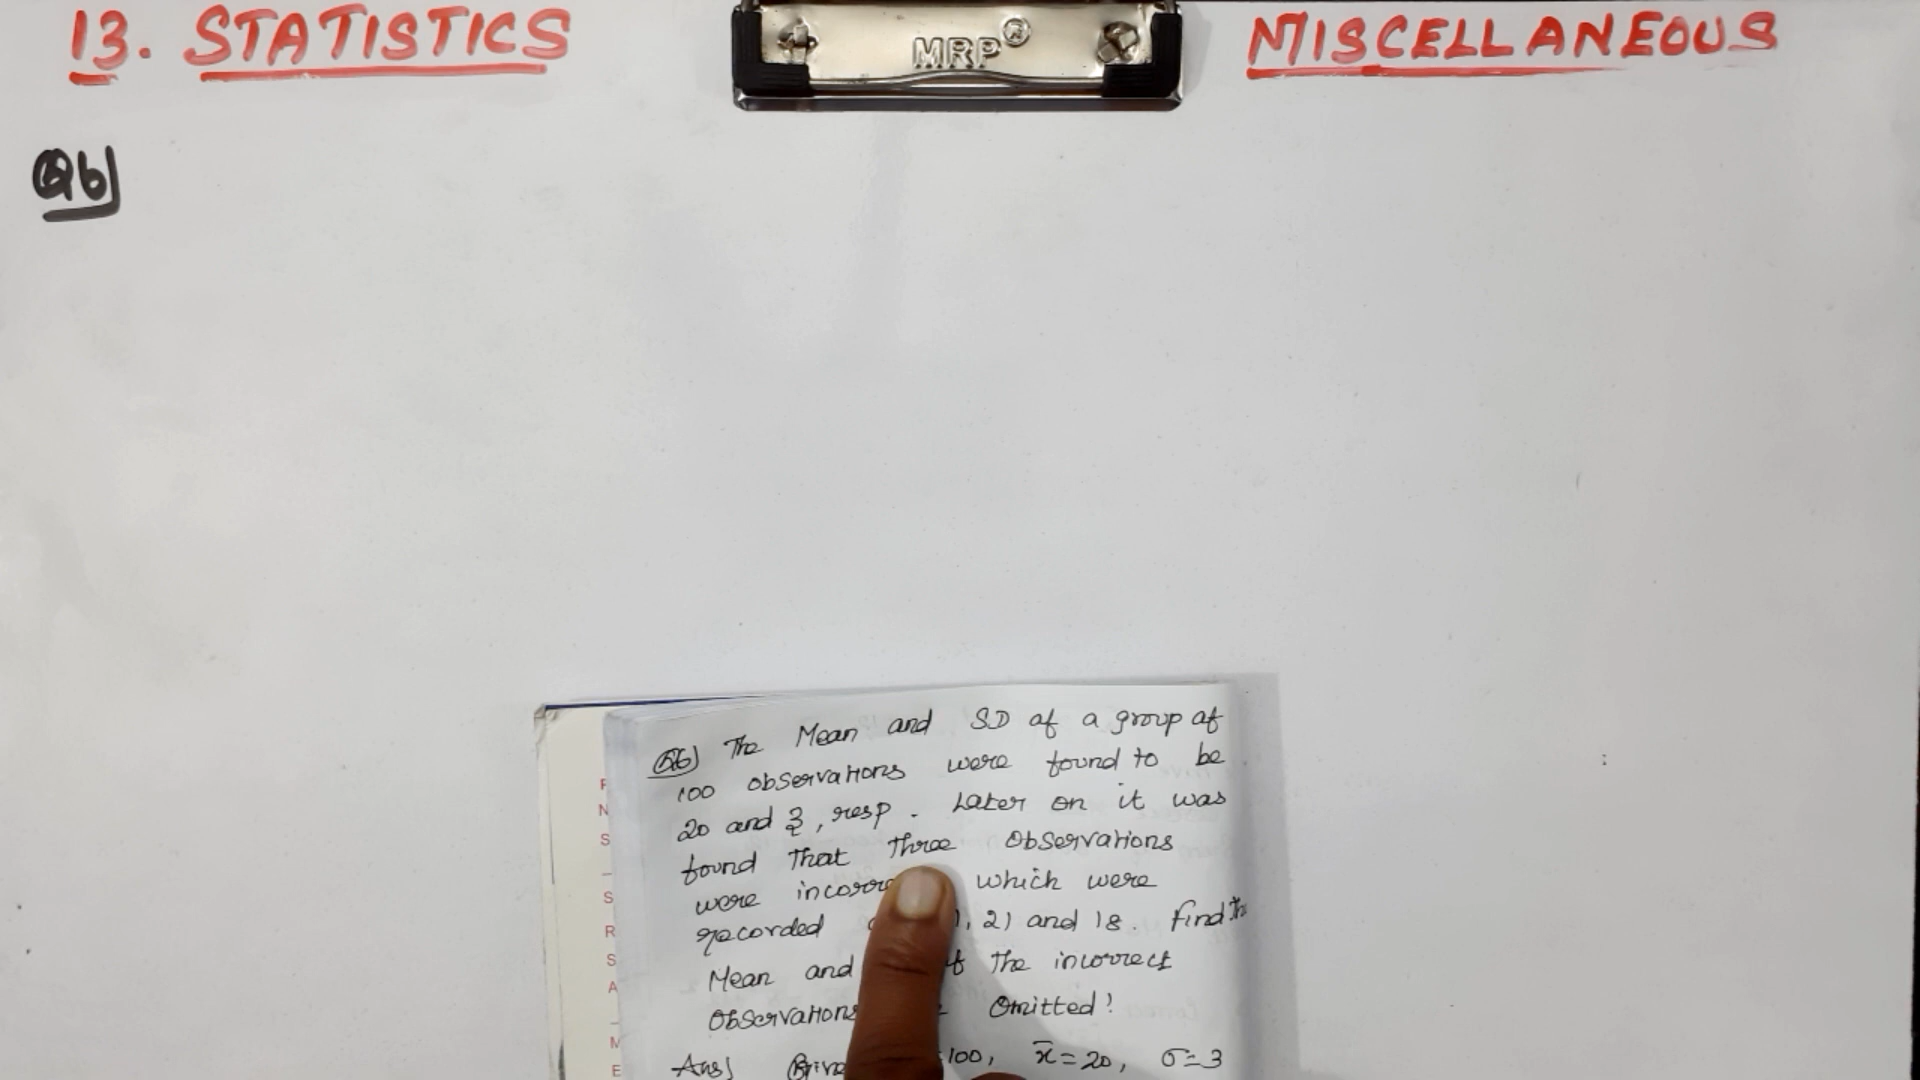 13. STATISTICS
MRP®
MISCELLANEOUS
Q6)
Q6) The Mean and SD of a group of
100 observations were found to be
20 and 3, resp. Later on it was
found that three observations
were which were
recorded 21 and 18. Find the
Mean and the incorrect
observations omitted!
Ans) 100, x̄ = 20, σ = 3
F
N
S
S
R
S
A
M
E